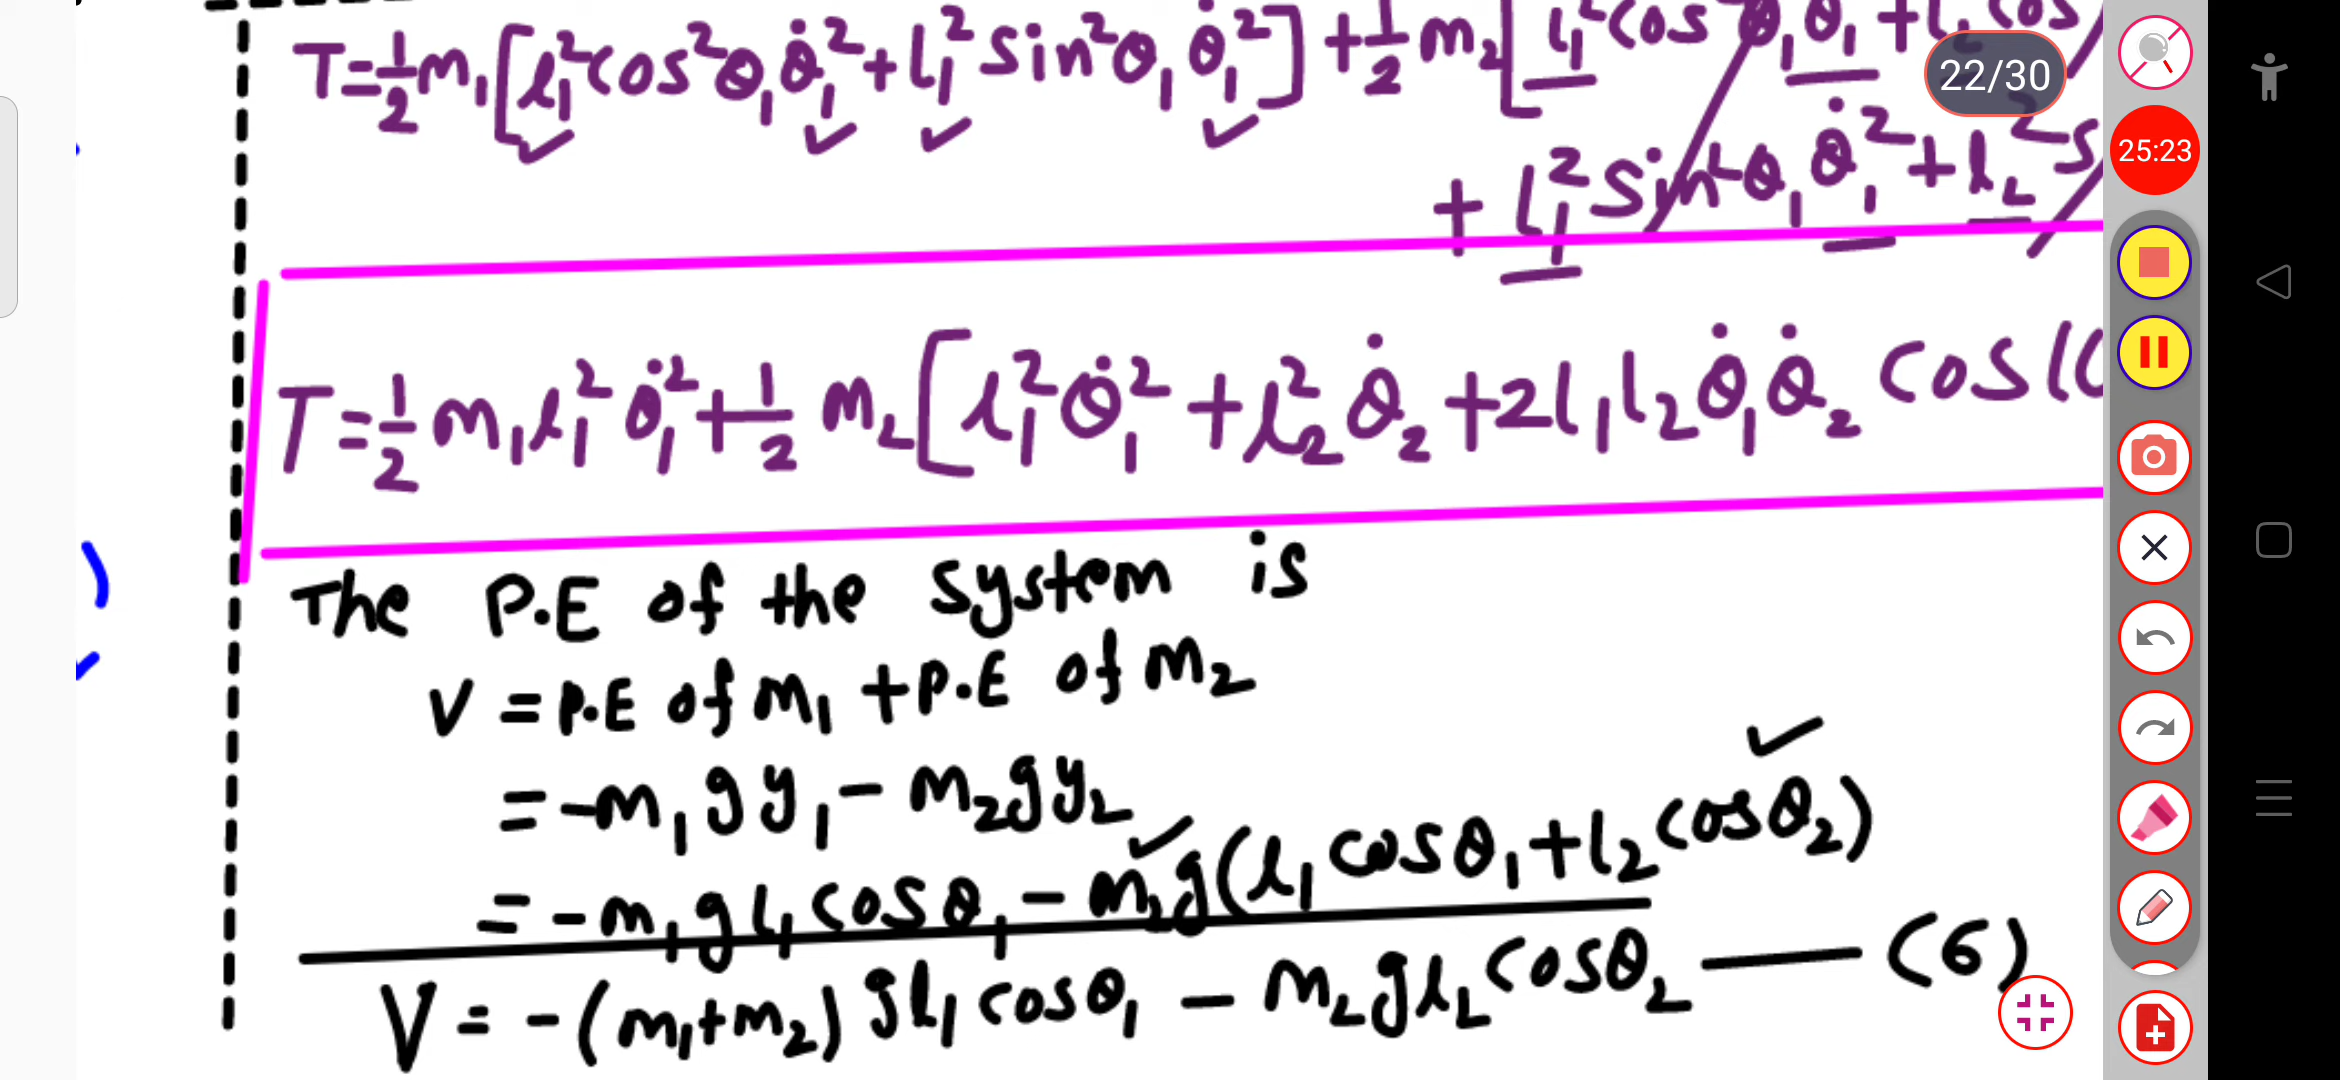 T=½m₁[l₁²cos²θ₁θ̇₁²+l₁²sin²θ₁θ̇₁²]+½m₂[l₁²cos²θ₁θ̇₁+l₂cos
22/30
+l₁²sin²θ₁θ̇₁²+l₂²s
25:23
T=½m₁l₁²θ̇₁²+½m₂[l₁²θ̇₁²+l₂²θ̇₂+2l₁l₂θ̇₁θ̇₂cos(
The P.E of the system is
V=P.E of m₁+P.E of m₂
=-m₁gy₁-m₂gy₂
=-m₁gl₁cosθ₁-m₂g(l₁cosθ₁+l₂cosθ₂)
V=-(m₁+m₂)gl₁cosθ₁-m₂gl₂cosθ₂—(6)